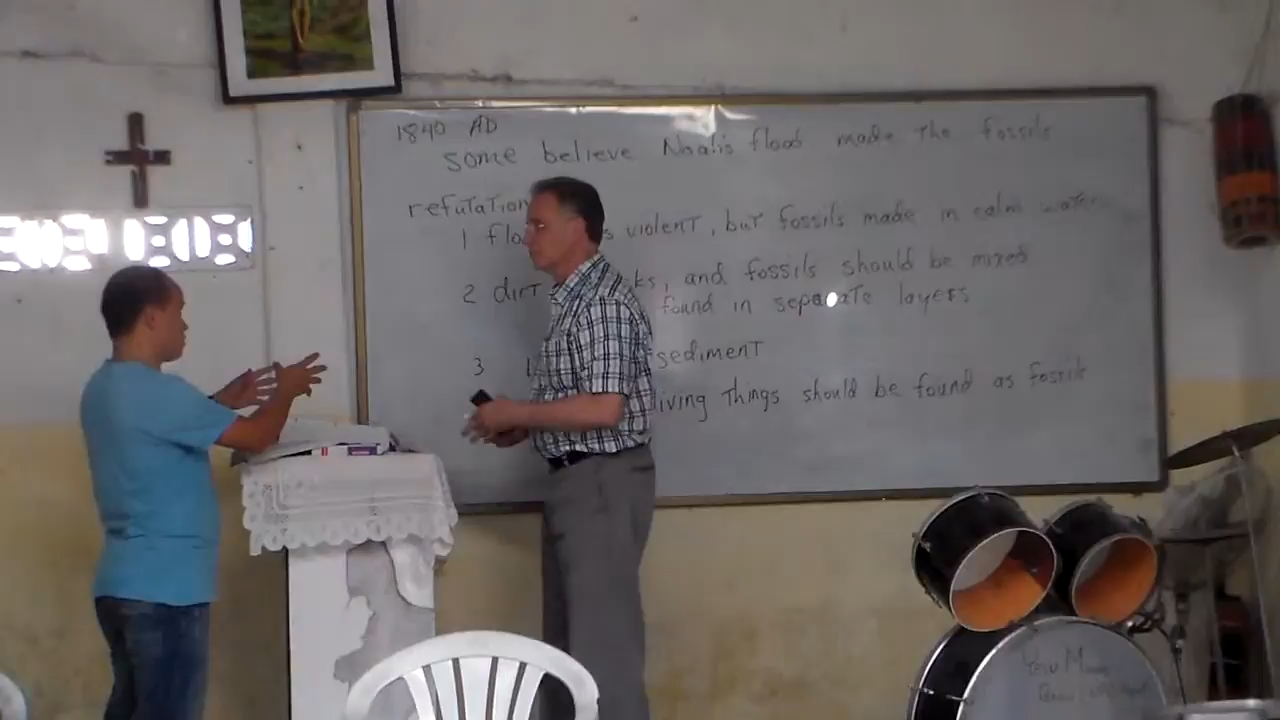 1840 AD
some believe Noah's flood made the fossils
refutation
1 flo s violent, but fossils made in calm water
2 dirt ks, and fossils should be mixed
found in separate layers
3 sediment
living things should be found as fossils